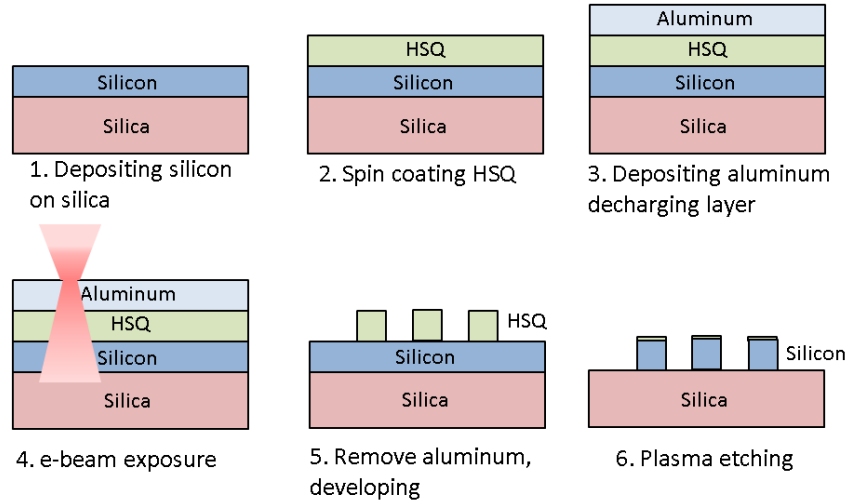 Silicon
Silica
1. Depositing silicon
on silica
HSQ
Silicon
Silica
2. Spin coating HSQ
Aluminum
HSQ
Silicon
Silica
3. Depositing aluminum
decharging layer
Aluminum
HSQ
Silicon
Silica
4. e-beam exposure
HSQ
Silicon
Silica
5. Remove aluminum,
developing
Silicon
Silica
6. Plasma etching